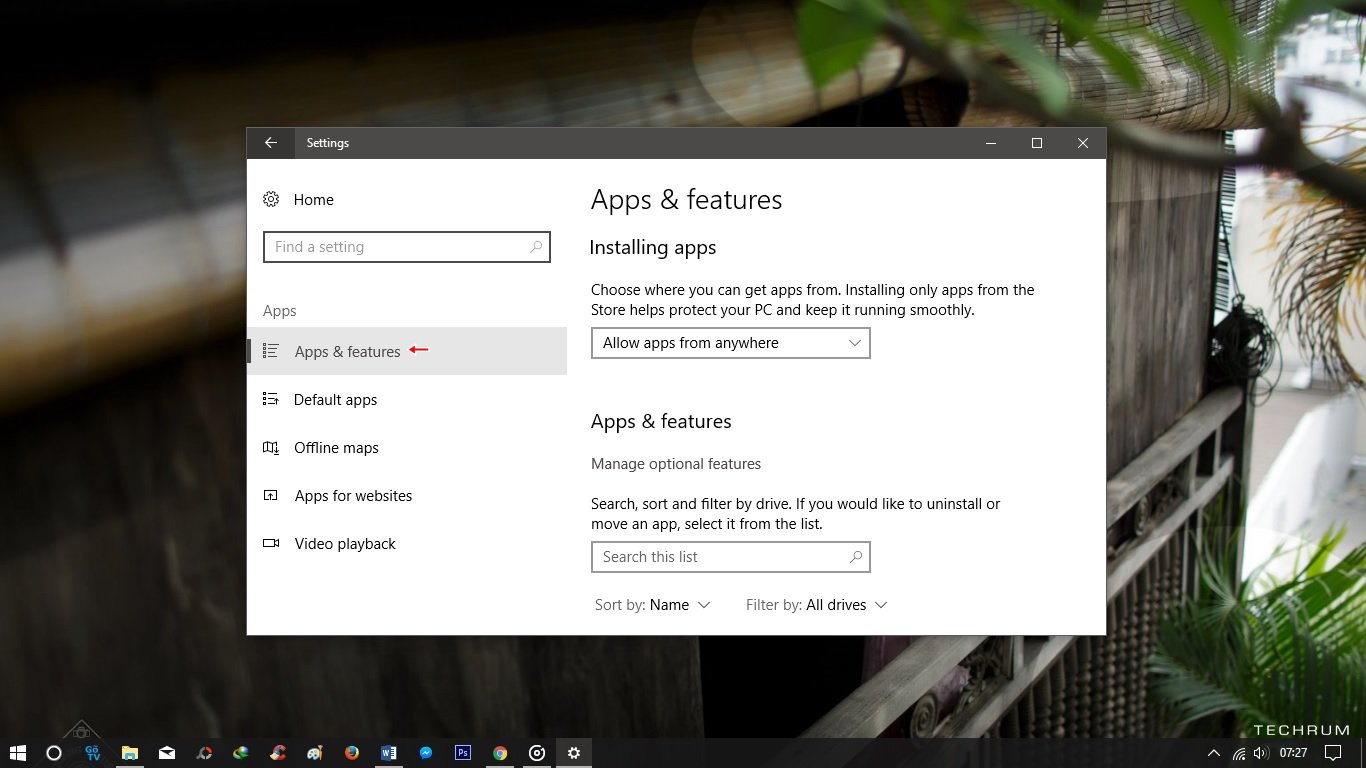 Settings
Home
Find a setting
Apps
Apps & features
Default apps
Offline maps
Apps for websites
Video playback
Apps & features
Installing apps
Choose where you can get apps from. Installing only apps from the
Store helps protect your PC and keep it running smoothly.
Allow apps from anywhere
Apps & features
Manage optional features
Search, sort and filter by drive. If you would like to uninstall or
move an app, select it from the list.
Search this list
Sort by: Name
Filter by: All drives
TECHRUM
Gõ
TV
W
Ps
07:27